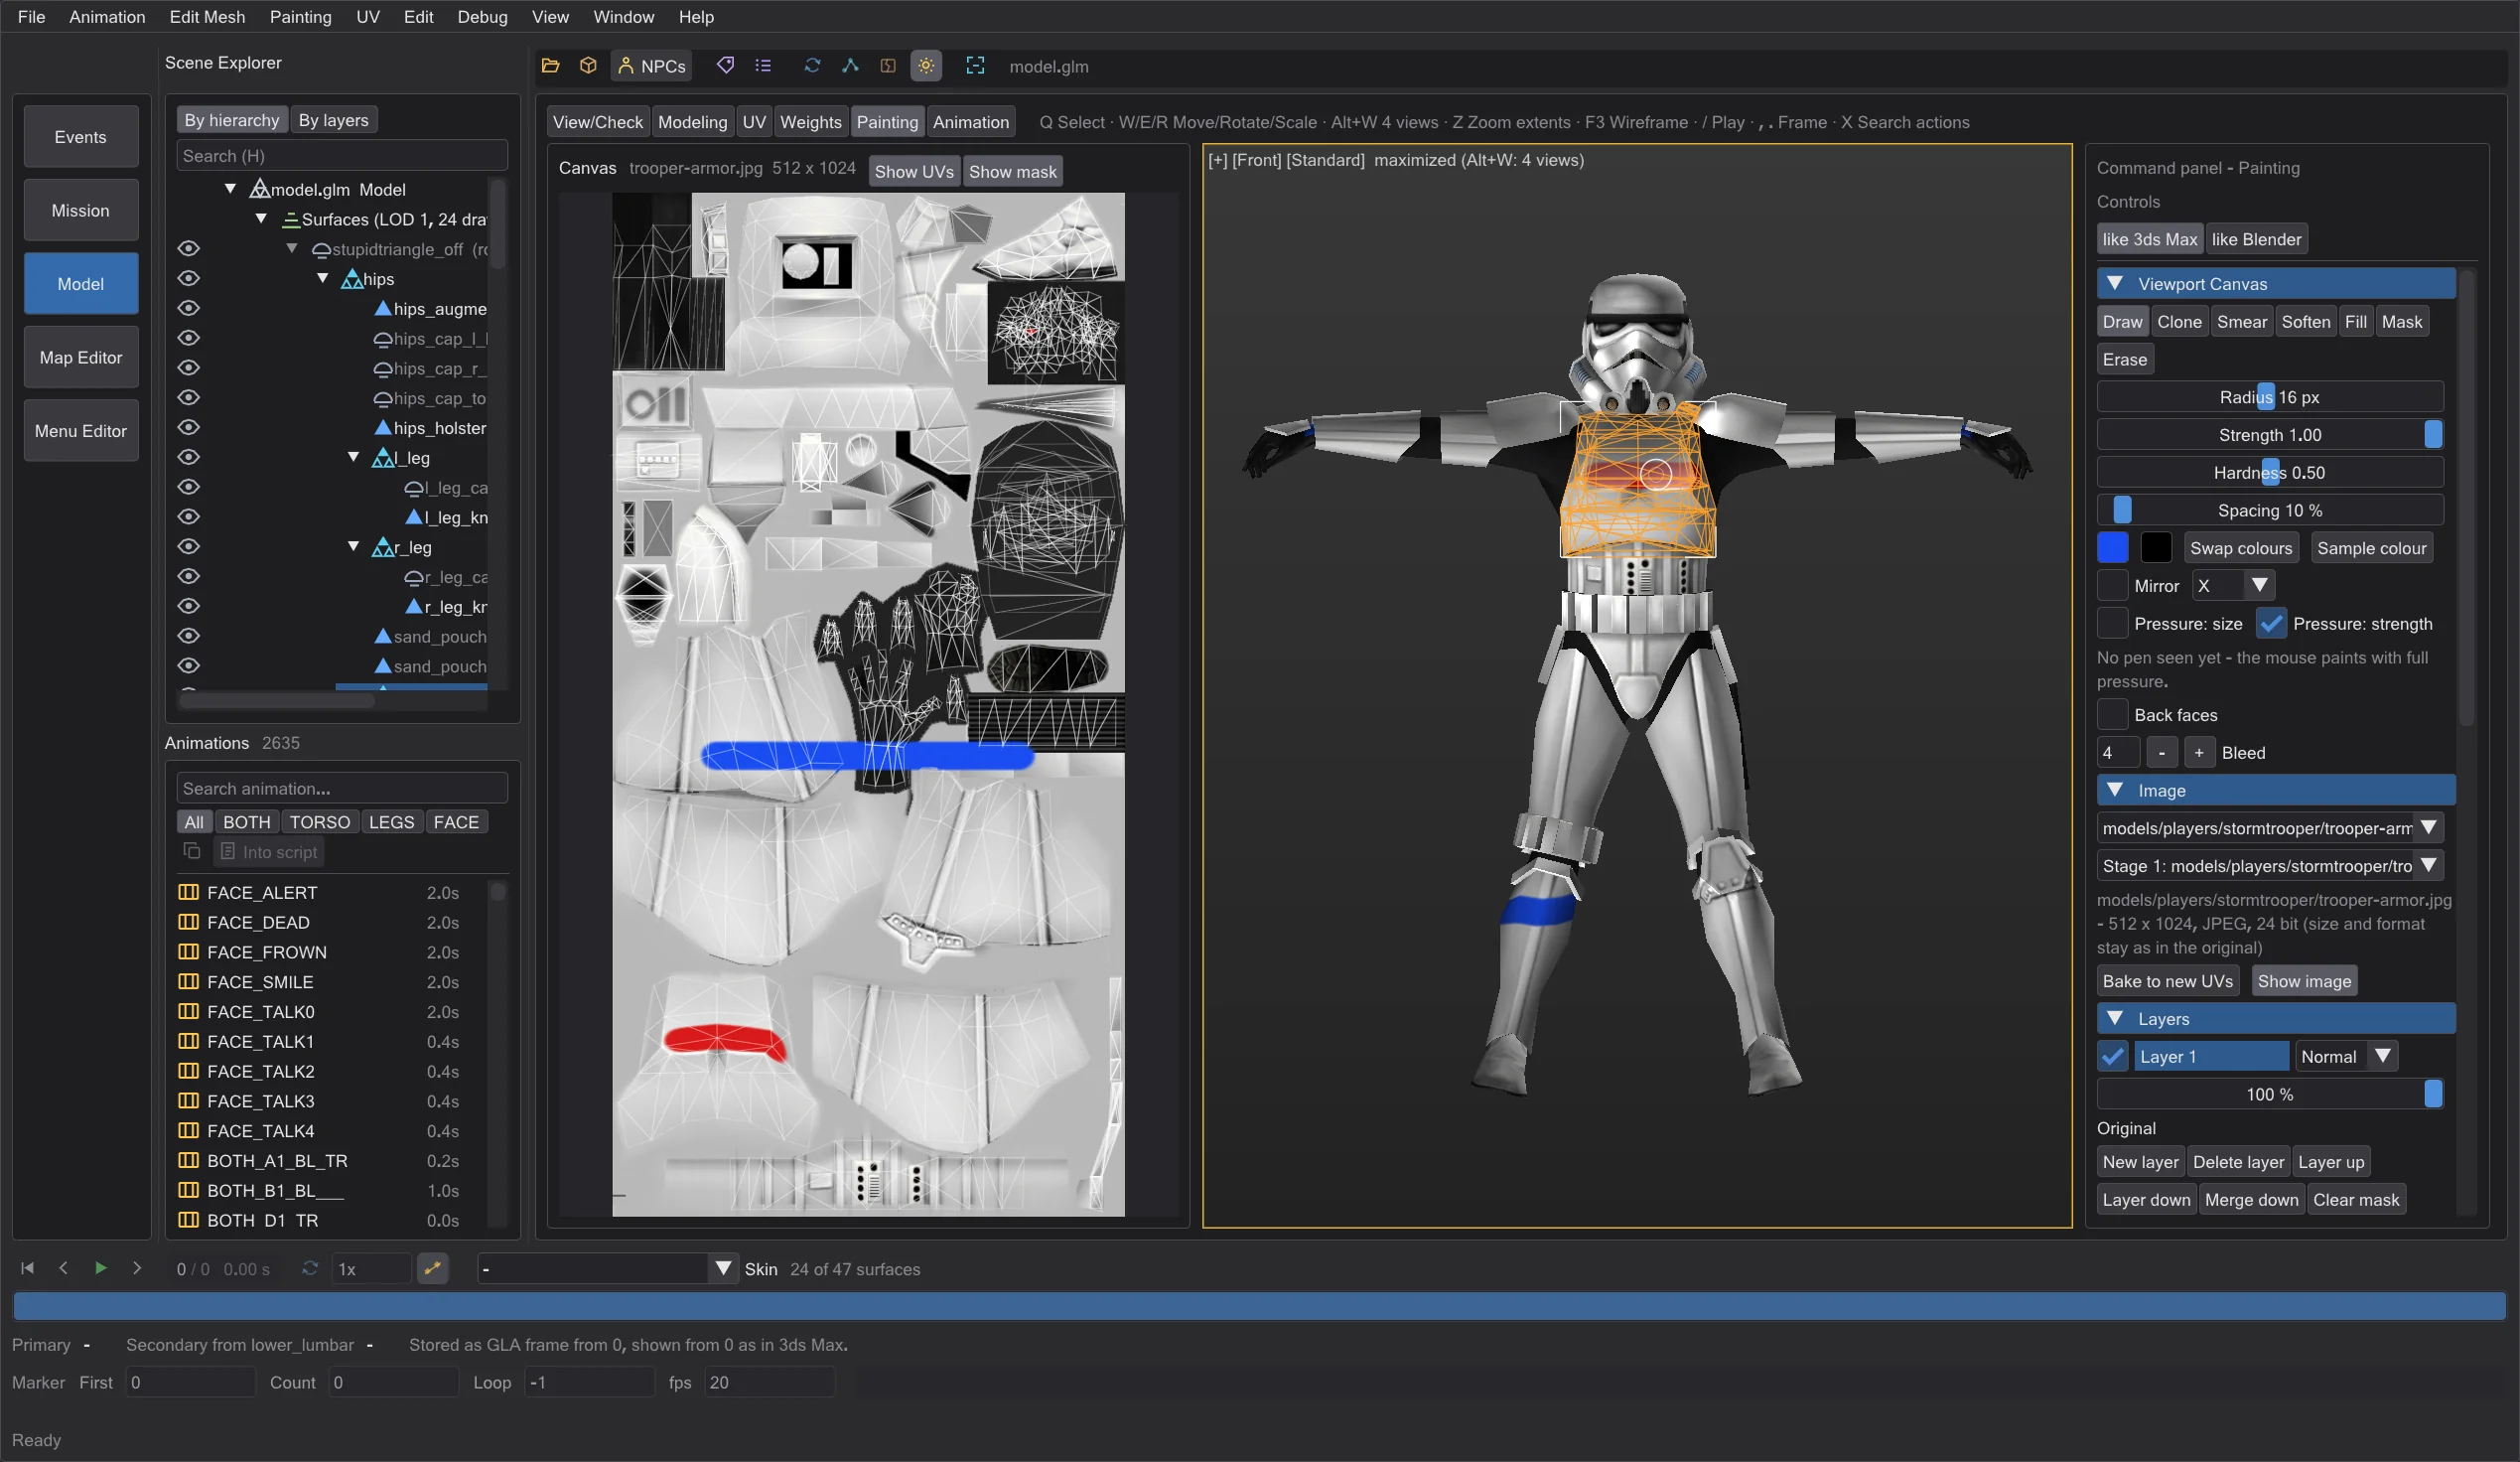 File Animation Edit Mesh Painting UV Edit Debug View Window Help
Scene Explorer
NPCs model.glm
Events
Mission
Model
Map Editor
Menu Editor
By hierarchy By layers
Search (H)
model.glm Model
Surfaces (LOD 1, 24 dra
stupidtriangle_off (ro
hips
hips_augme
hips_cap_l_l
hips_cap_r_
hips_cap_to
hips_holster
l_leg
l_leg_ca
l_leg_kn
r_leg
r_leg_ca
r_leg_kr
sand_pouch
sand_pouch
Animations 2635
Search animation...
All BOTH TORSO LEGS FACE
Into script
FACE_ALERT 2.0s
FACE_DEAD 2.0s
FACE_FROWN 2.0s
FACE_SMILE 2.0s
FACE_TALK0 2.0s
FACE_TALK1 0.4s
FACE_TALK2 0.4s
FACE_TALK3 0.4s
FACE_TALK4 0.4s
BOTH_A1_BL_TR 0.2s
BOTH_B1_BL___ 1.0s
BOTH_D1_TR 0.0s
View/Check Modeling UV Weights Painting Animation Q Select · W/E/R Move/Rotate/Scale · Alt+W 4 views · Z Zoom extents · F3 Wireframe · / Play · , . Frame · X Search actions
Canvas trooper-armor.jpg 512 x 1024 Show UVs Show mask
[+] [Front] [Standard] maximized (Alt+W: 4 views)
Command panel - Painting
Controls
like 3ds Max like Blender
Viewport Canvas
Draw Clone Smear Soften Fill Mask
Erase
Radius 16 px
Strength 1.00
Hardness 0.50
Spacing 10 %
Swap colours Sample colour
Mirror X
Pressure: size Pressure: strength
No pen seen yet - the mouse paints with full
pressure.
Back faces
4 - + Bleed
Image
models/players/stormtrooper/trooper-arm
Stage 1: models/players/stormtrooper/tro
models/players/stormtrooper/trooper-armor.jpg
- 512 x 1024, JPEG, 24 bit (size and format
stay as in the original)
Bake to new UVs Show image
Layers
Layer 1 Normal
100 %
Original
New layer Delete layer Layer up
Layer down Merge down Clear mask
0 / 0 0.00 s 1x - Skin 24 of 47 surfaces
Primary - Secondary from lower_lumbar - Stored as GLA frame from 0, shown from 0 as in 3ds Max.
Marker First 0 Count 0 Loop -1 fps 20
Ready